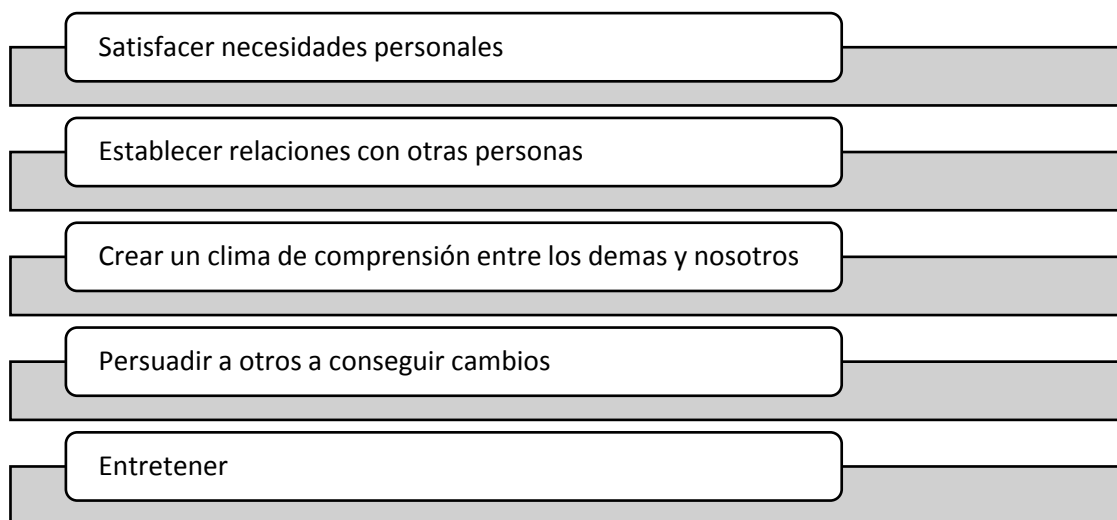 Satisfacer necesidades personales
Establecer relaciones con otras personas
Crear un clima de comprensión entre los demas y nosotros
Persuadir a otros a conseguir cambios
Entretener